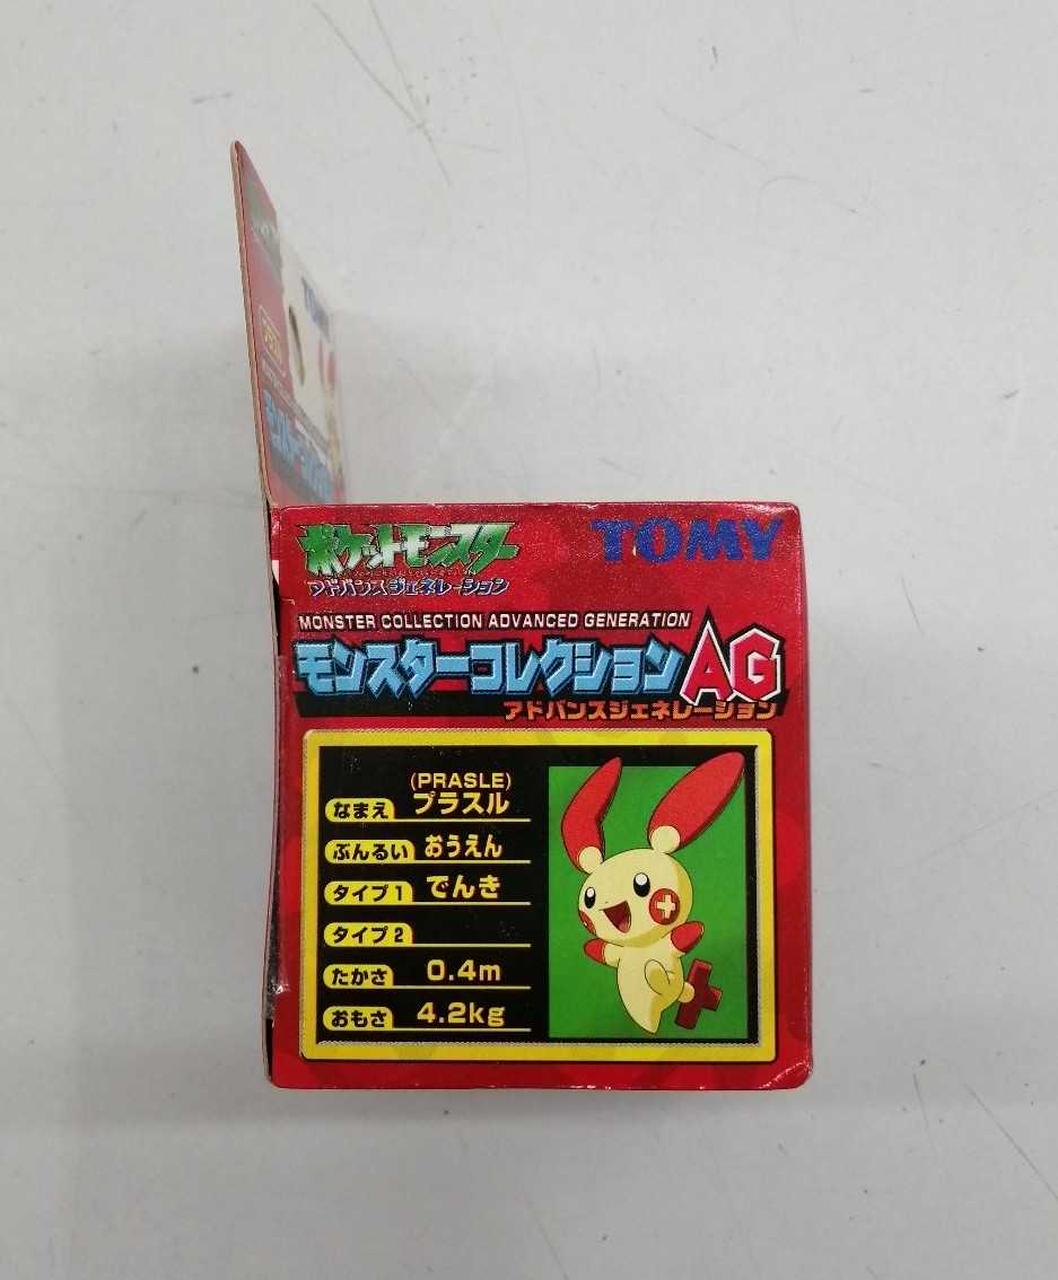 TOMY
ポケットモンスター
アドバンスジェネレーション
TOMY
MONSTER COLLECTION ADVANCED GENERATION
モンスターコレクションAG
アドバンスジェネレーション
(PRASLE)
なまえ プラスル
ぶんるい おうえん
タイプ1 でんき
タイプ2
たかさ 0.4m
おもさ 4.2kg